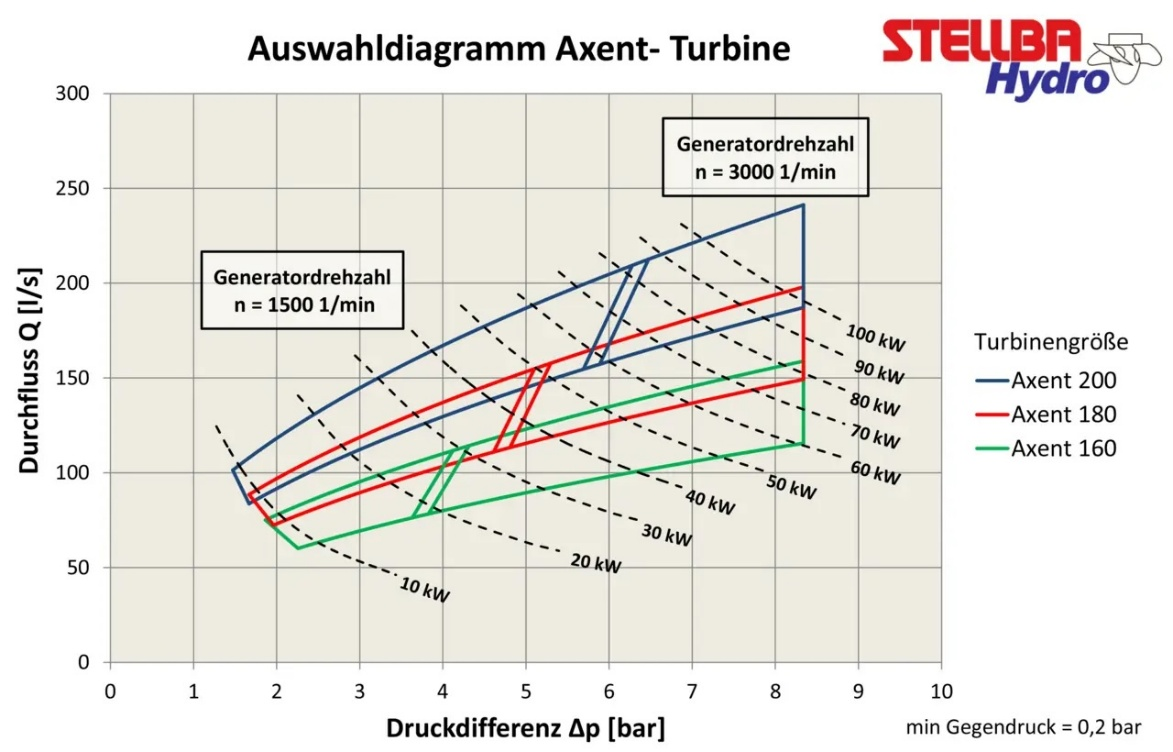 Auswahldiagramm Axent- Turbine
STELLBA
Hydro
300
250
200
150
100
50
0
Durchfluss Q [l/s]
Generatordrehzahl
n = 3000 1/min
Generatordrehzahl
n = 1500 1/min
100 kW
90 kW
80 kW
70 kW
60 kW
50 kW
40 kW
30 kW
20 kW
10 kW
Turbinengröße
Axent 200
Axent 180
Axent 160
0 1 2 3 4 5 6 7 8 9 10
Druckdifferenz Δp [bar]
min Gegendruck = 0,2 bar